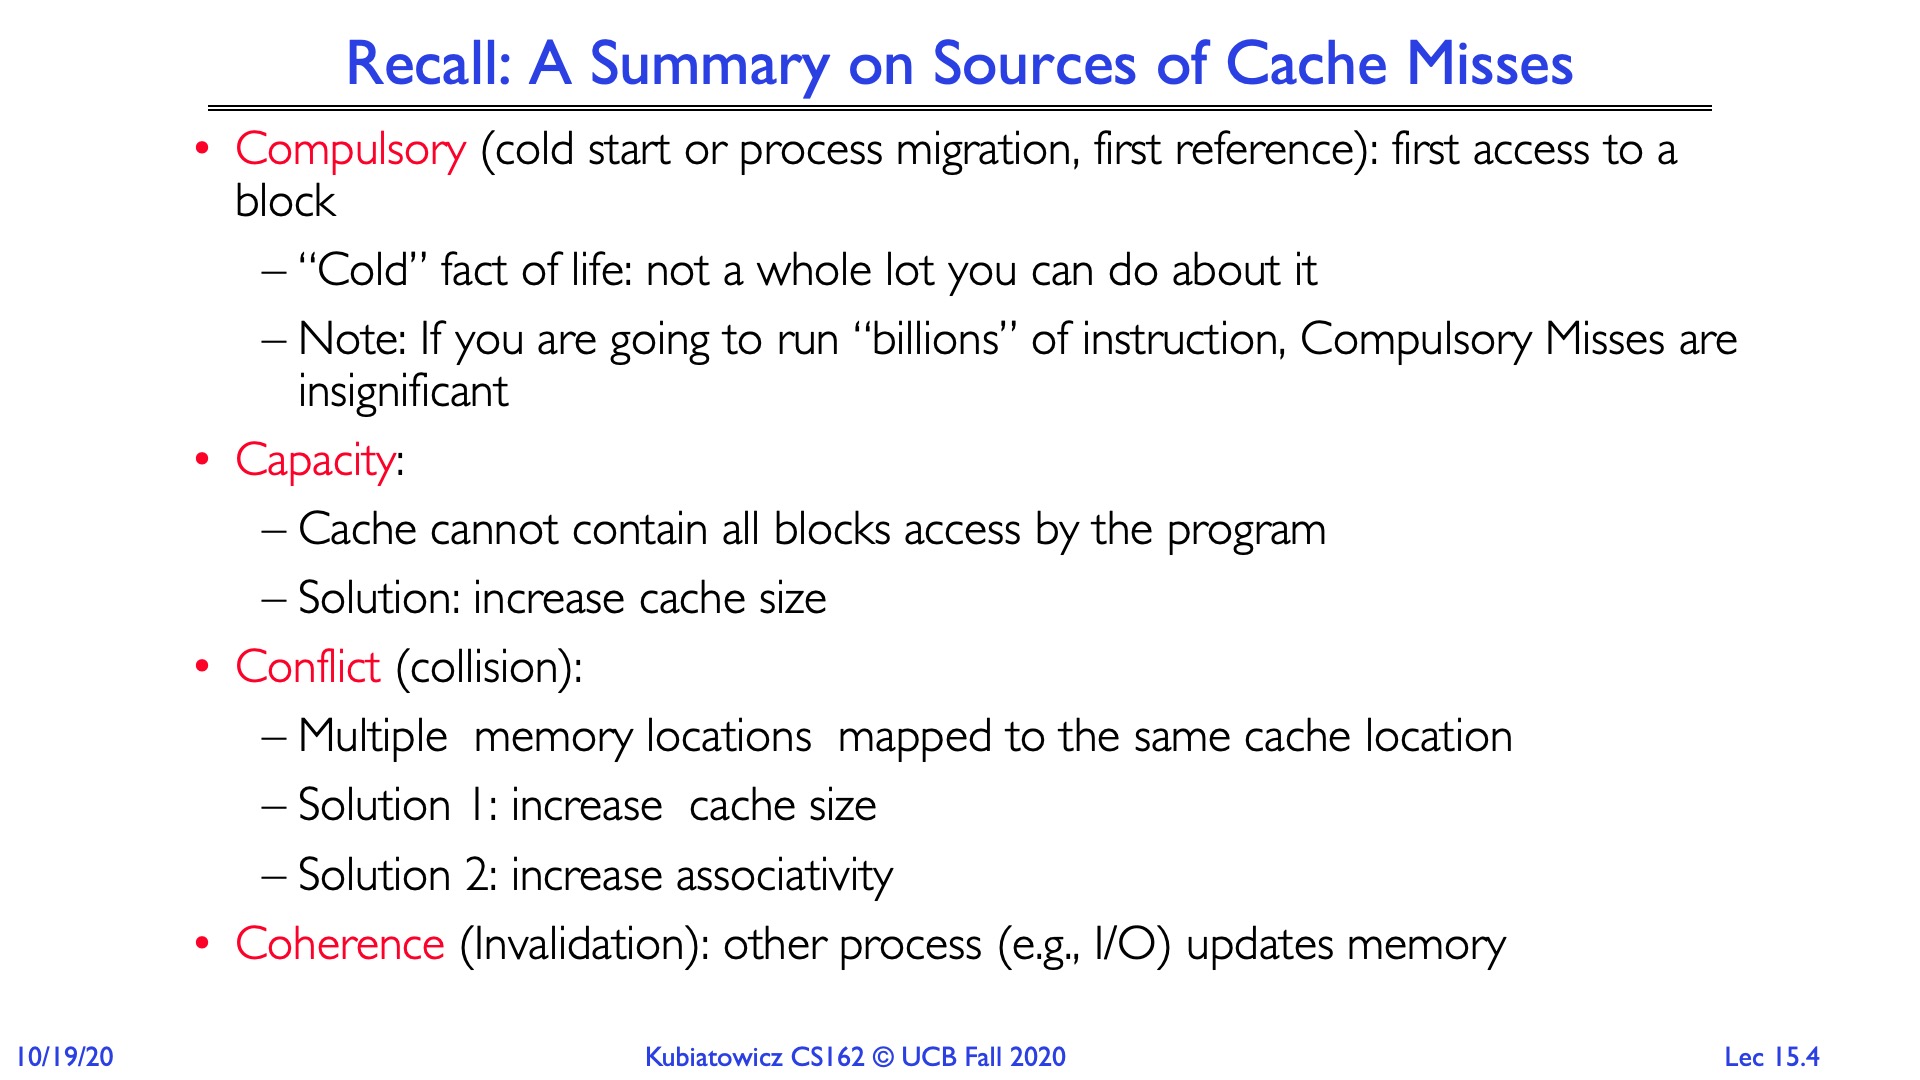 Recall: A Summary on Sources of Cache Misses
• Compulsory (cold start or process migration, first reference): first access to a
block
– “Cold” fact of life: not a whole lot you can do about it
– Note: If you are going to run “billions” of instruction, Compulsory Misses are
insignificant
• Capacity:
– Cache cannot contain all blocks access by the program
– Solution: increase cache size
• Conflict (collision):
– Multiple  memory locations  mapped to the same cache location
– Solution 1: increase  cache size
– Solution 2: increase associativity
• Coherence (Invalidation): other process (e.g., I/O) updates memory
10/19/20
Kubiatowicz CS162 © UCB Fall 2020
Lec 15.4